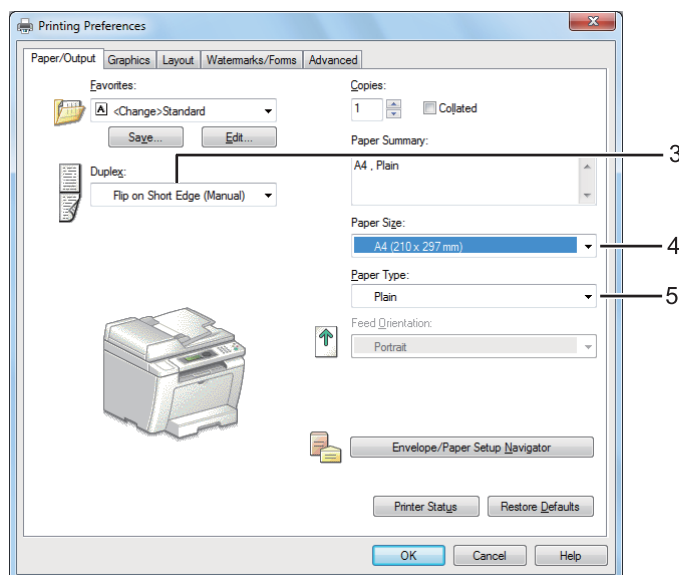 Printing Preferences
Paper/Output Graphics Layout Watermarks/Forms Advanced
Favorites:
A <Change>Standard
Save... Edit...
Duplex:
Flip on Short Edge (Manual)
Copies:
1 Collated
Paper Summary:
A4 , Plain
3
Paper Size:
A4 (210 x 297 mm)
4
Paper Type:
Plain
5
Feed Orientation:
Portrait
Envelope/Paper Setup Navigator
Printer Status Restore Defaults
OK Cancel Help